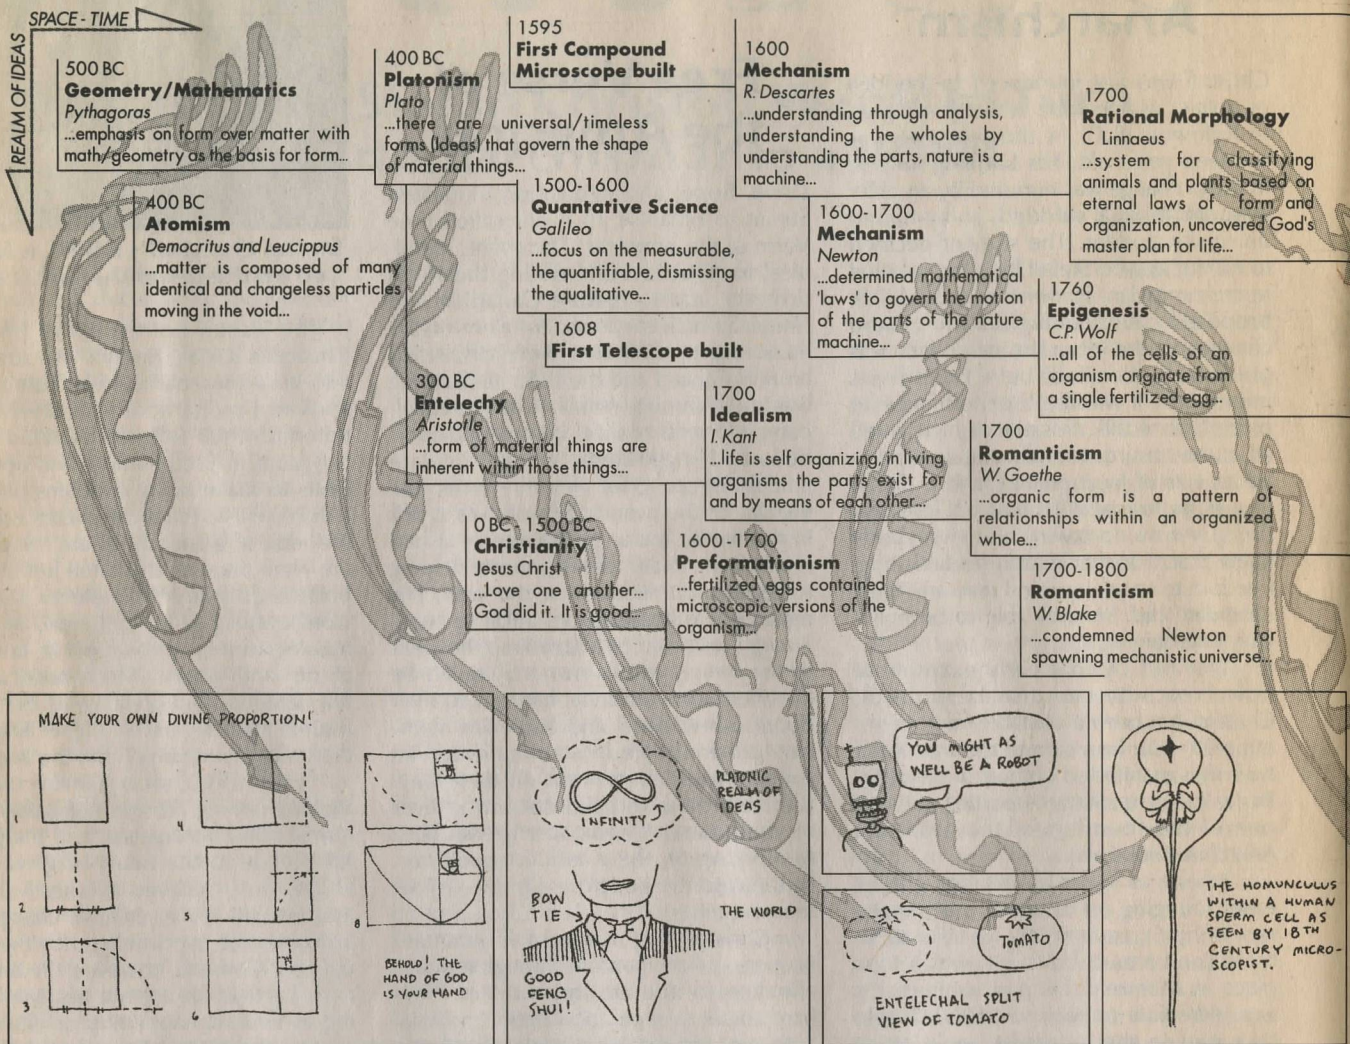 SPACE - TIME
REALM OF IDEAS
500 BC
Geometry/Mathematics
Pythagoras
...emphasis on form over matter with
math/geometry as the basis for form...
400 BC
Atomism
Democritus and Leucippus
...matter is composed of many
identical and changeless particles
moving in the void...
400 BC
Platonism
Plato
...there are universal/timeless
forms (Ideas) that govern the shape
of material things...
300 BC
Entelechy
Aristotle
...form of material things are
inherent within those things...
0 BC - 1500 BC
Christianity
Jesus Christ
...Love one another...
God did it. It is good...
1595
First Compound
Microscope built
1500-1600
Quantative Science
Galileo
...focus on the measurable,
the quantifiable, dismissing
the qualitative...
1608
First Telescope built
1600
Mechanism
R. Descartes
...understanding through analysis,
understanding the wholes by
understanding the parts, nature is a
machine...
1600-1700
Mechanism
Newton
...determined mathematical
'laws' to govern the motion
of the parts of the nature
machine...
1700
Idealism
I. Kant
...life is self organizing, in living
organisms the parts exist for
and by means of each other...
1600-1700
Preformationism
...fertilized eggs contained
microscopic versions of the
organism...
1700
Rational Morphology
C Linnaeus
...system for classifying
animals and plants based on
eternal laws of form and
organization, uncovered God's
master plan for life...
1760
Epigenesis
C.P. Wolf
...all of the cells of an
organism originate from
a single fertilized egg...
1700
Romanticism
W. Goethe
...organic form is a pattern of
relationships within an organized
whole...
1700-1800
Romanticism
W. Blake
...condemned Newton for
spawning mechanistic universe...
MAKE YOUR OWN DIVINE PROPORTION!
1
2
3
4
5
6
7
8
BEHOLD! THE
HAND OF GOD
IS YOUR HAND
INFINITY
PLATONIC
REALM OF
IDEAS
BOW
TIE
THE WORLD
GOOD
FENG
SHUI!
YOU MIGHT AS
WELL BE A ROBOT
TOMATO
ENTELECHAL SPLIT
VIEW OF TOMATO
THE HOMUNCULUS
WITHIN A HUMAN
SPERM CELL AS
SEEN BY 18TH
CENTURY MICRO-
SCOPIST.